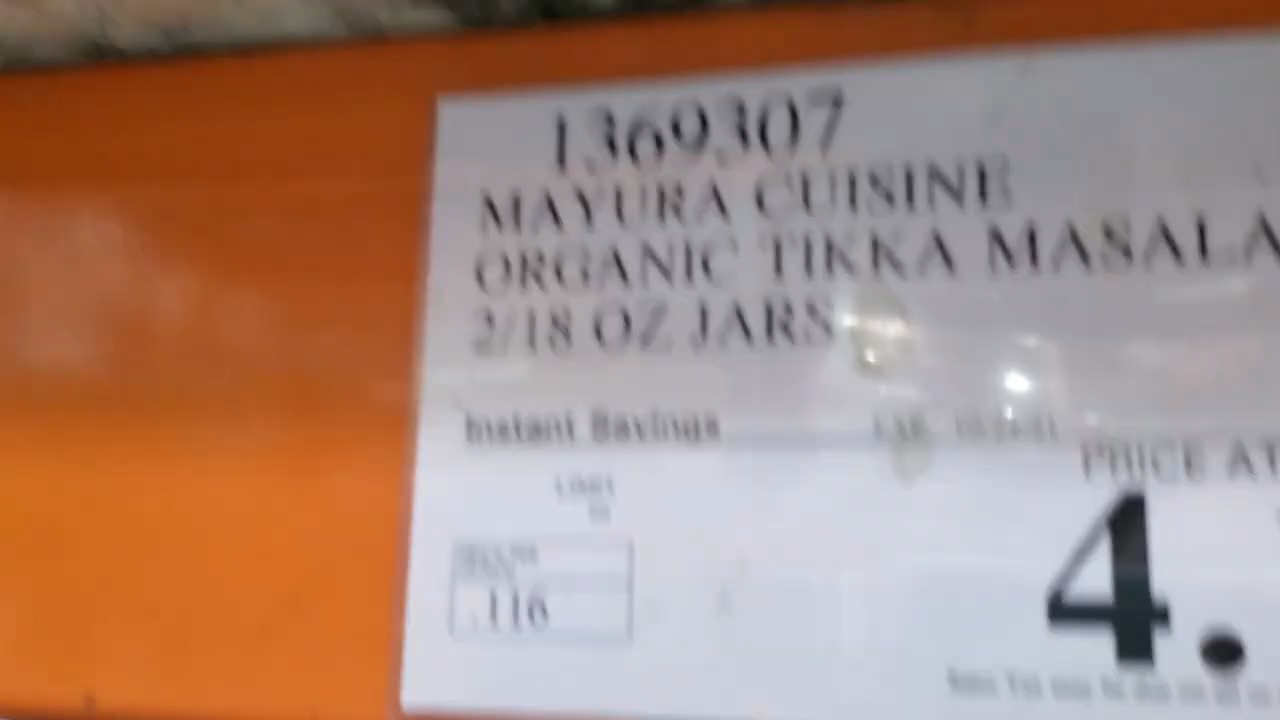 1369307
MAYURA CUISINE
ORGANIC TIKKA MASALA
2/18 OZ JARS
Instant Savings
PRICE AT
4.
.116